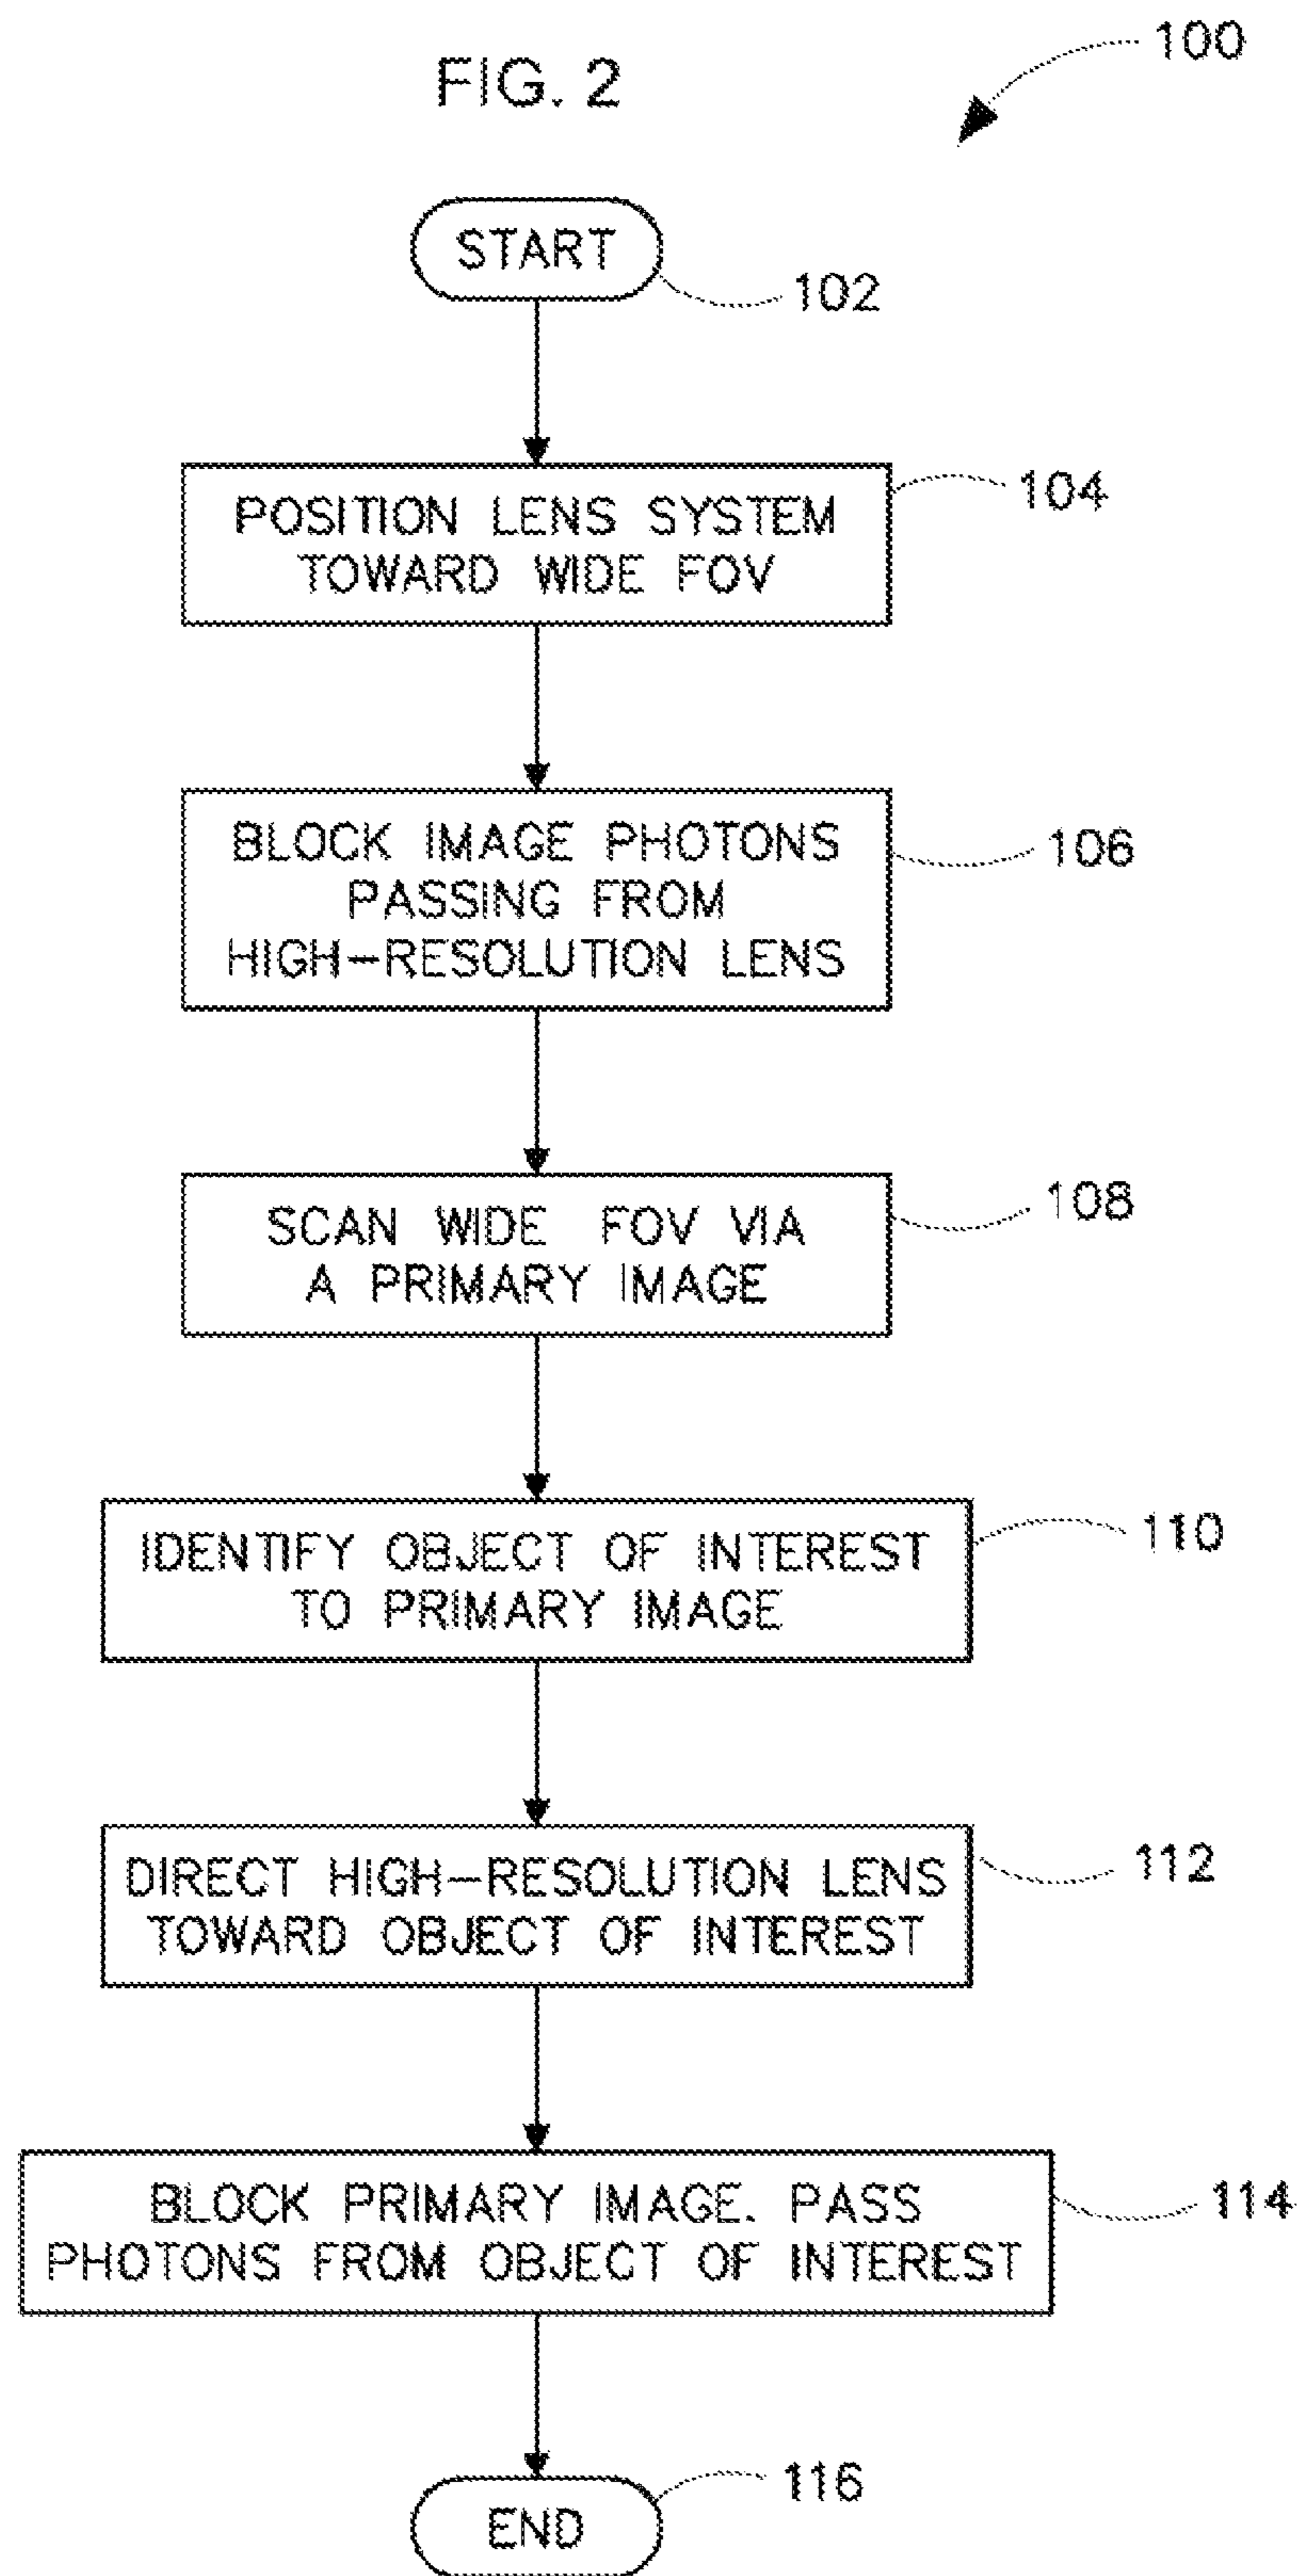 FIG. 2
100
START
102
POSITION LENS SYSTEM
TOWARD WIDE FOV
104
BLOCK IMAGE PHOTONS
PASSING FROM
HIGH-RESOLUTION LENS
106
SCAN WIDE FOV VIA
A PRIMARY IMAGE
108
IDENTIFY OBJECT OF INTEREST
TO PRIMARY IMAGE
110
DIRECT HIGH-RESOLUTION LENS
TOWARD OBJECT OF INTEREST
112
BLOCK PRIMARY IMAGE. PASS
PHOTONS FROM OBJECT OF INTEREST
114
END
116